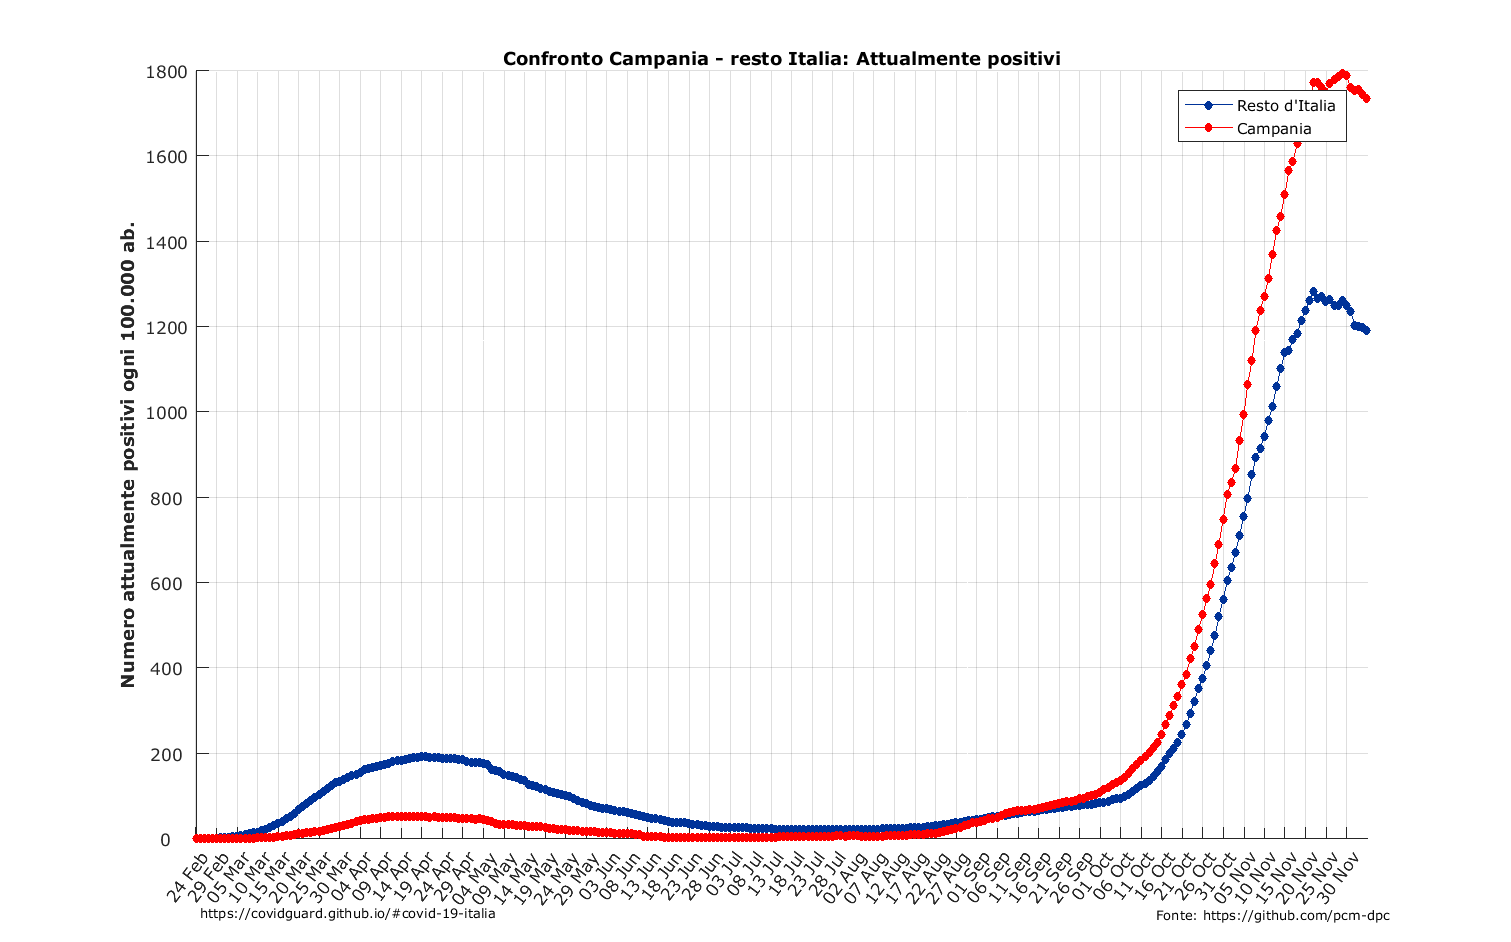 Confronto Campania - resto Italia: Attualmente positivi
Numero attualmente positivi ogni 100.000 ab.
1800
1600
1400
1200
1000
800
600
400
200
0
Resto d'Italia
Campania
24 Feb
29 Feb
05 Mar
10 Mar
15 Mar
20 Mar
25 Mar
30 Mar
04 Apr
09 Apr
14 Apr
19 Apr
24 Apr
29 Apr
04 May
09 May
14 May
19 May
24 May
29 May
03 Jun
08 Jun
13 Jun
18 Jun
23 Jun
28 Jun
03 Jul
08 Jul
13 Jul
18 Jul
23 Jul
28 Jul
02 Aug
07 Aug
12 Aug
17 Aug
22 Aug
27 Aug
01 Sep
06 Sep
11 Sep
16 Sep
21 Sep
26 Sep
01 Oct
06 Oct
11 Oct
16 Oct
21 Oct
26 Oct
31 Oct
05 Nov
10 Nov
15 Nov
20 Nov
25 Nov
30 Nov
https://covidguard.github.io/#covid-19-italia
Fonte: https://github.com/pcm-dpc